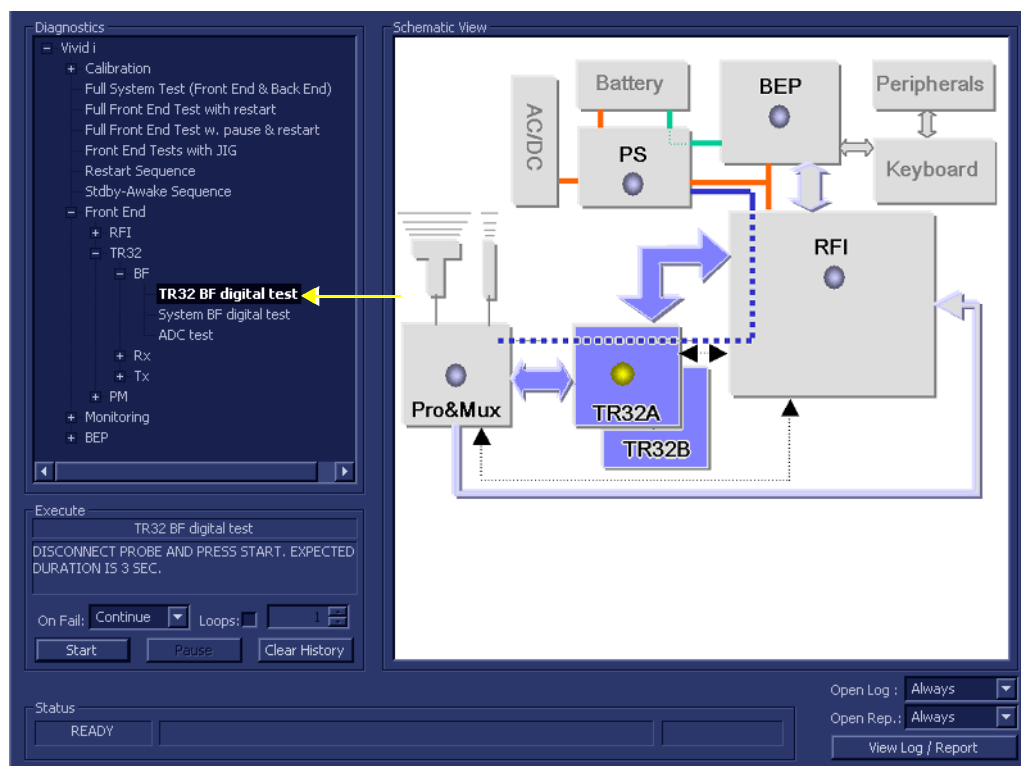 Diagnostics
Vivid i
Calibration
Full System Test (Front End & Back End)
Full Front End Test with restart
Full Front End Test w. pause & restart
Front End Tests with JIG
Restart Sequence
Stdby-Awake Sequence
Front End
RFI
TR32
BF
TR32 BF digital test
System BF digital test
ADC test
Rx
Tx
PM
Monitoring
BEP
Execute
TR32 BF digital test
DISCONNECT PROBE AND PRESS START. EXPECTED
DURATION IS 3 SEC.
On Fail: Continue Loops: 1
Start Pause Clear History
Schematic View
AC/DC
Battery
BEP
Peripherals
PS
Keyboard
RFI
Pro&Mux
TR32A
TR32B
Status
READY
Open Log : Always
Open Rep.: Always
View Log / Report